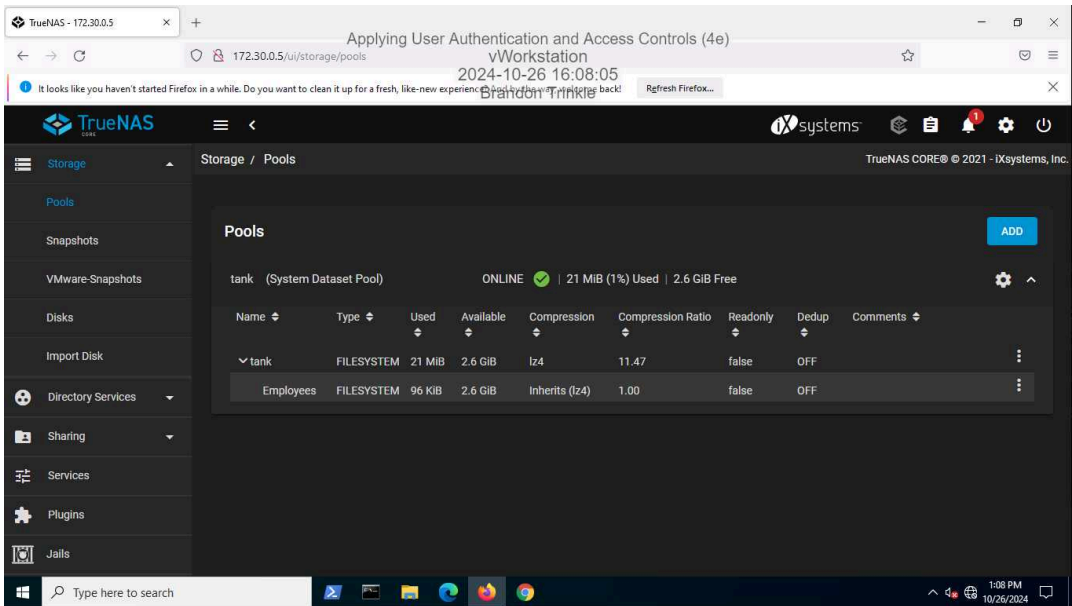 TrueNAS - 172.30.0.5
Applying User Authentication and Access Controls (4e)
172.30.0.5/ui/storage/pools
vWorkstation
2024-10-26 16:08:05
It looks like you haven't started Firefox in a while. Do you want to clean it up for a fresh, like-new experience? And by the way, welcome back!
Brandon Trinkle
Refresh Firefox...
TrueNAS
CORE
iXsystems
1
Storage
Storage / Pools
TrueNAS CORE® © 2021 - iXsystems, Inc.
Pools
Snapshots
VMware-Snapshots
Disks
Import Disk
Directory Services
Sharing
Services
Plugins
Jails
Pools
ADD
tank (System Dataset Pool) ONLINE | 21 MiB (1%) Used | 2.6 GiB Free
Name Type Used Available Compression Compression Ratio Readonly Dedup Comments
tank FILESYSTEM 21 MiB 2.6 GiB lz4 11.47 false OFF
Employees FILESYSTEM 96 KiB 2.6 GiB Inherits (lz4) 1.00 false OFF
Type here to search
1:08 PM
10/26/2024